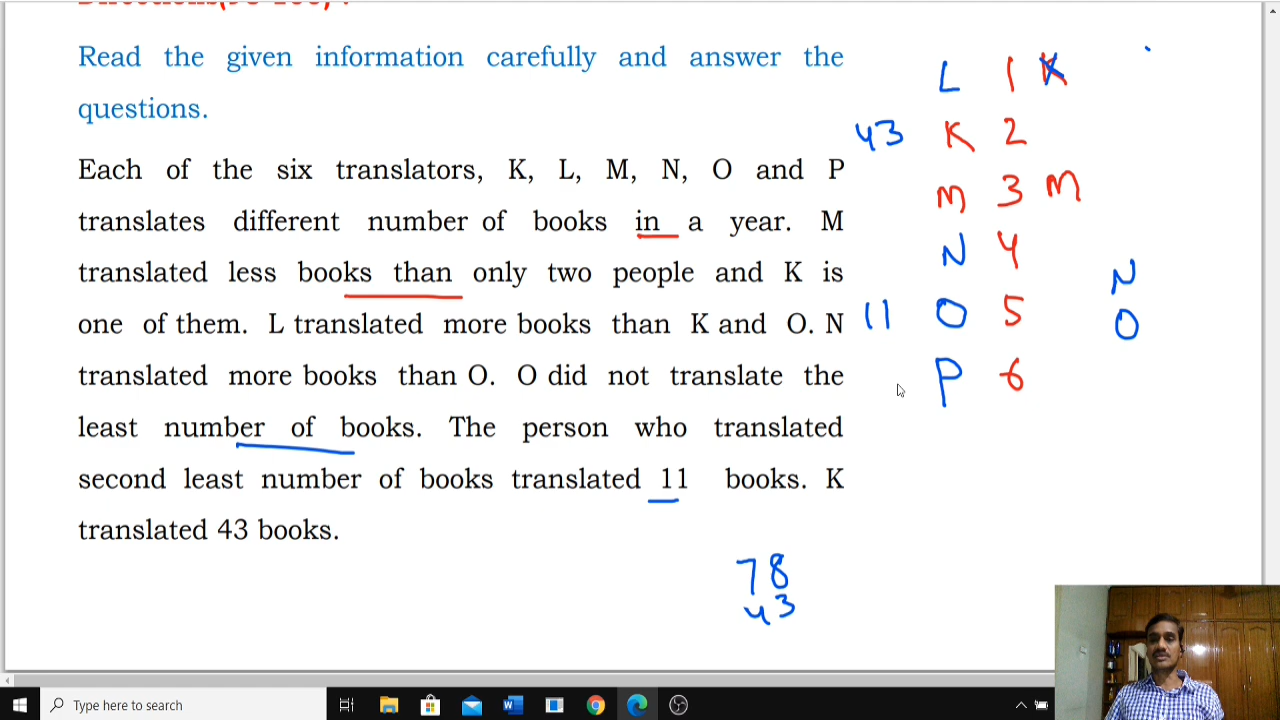 Read the given information carefully and answer the
questions.
Each of the six translators, K, L, M, N, O and P
translates different number of books in a year. M
translated less books than only two people and K is
one of them. L translated more books than K and O. N
translated more books than O. O did not translate the
least number of books. The person who translated
second least number of books translated 11 books. K
translated 43 books.
L 1 K
43 K 2
M 3 M
N 4
N
11 O 5
O
P 6
78
43
Type here to search